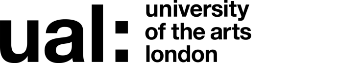 ual:
university
of the arts
london